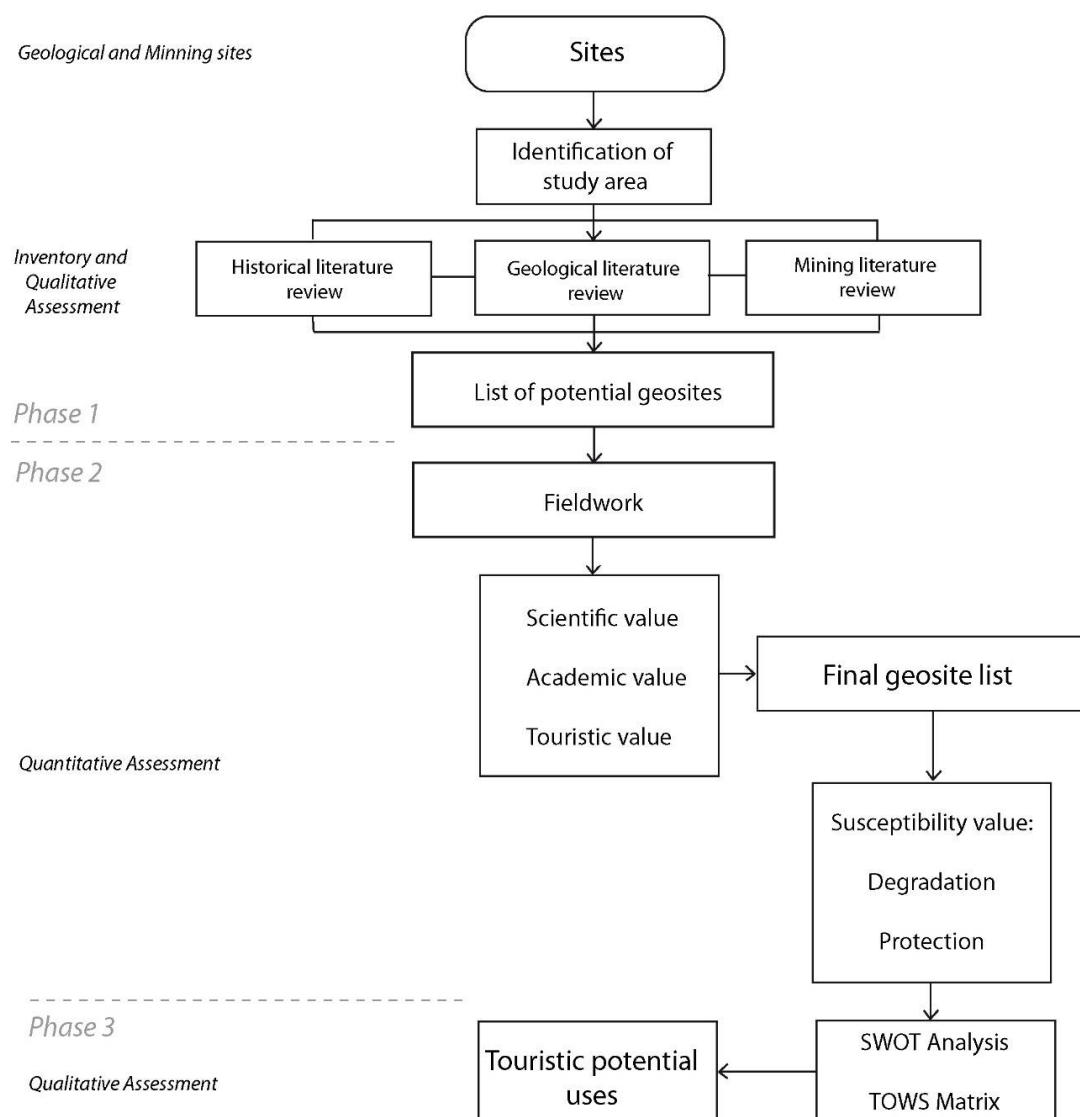 Geological and Minning sites
Sites
Identification of
study area
Inventory and
Qualitative
Assessment
Historical literature
review
Geological literature
review
Mining literature
review
List of potential geosites
Phase 1
Phase 2
Fieldwork
Scientific value
Academic value
Touristic value
Final geosite list
Quantitative Assessment
Susceptibility value:
Degradation
Protection
Phase 3
Qualitative Assessment
SWOT Analysis
TOWS Matrix
Touristic potential
uses